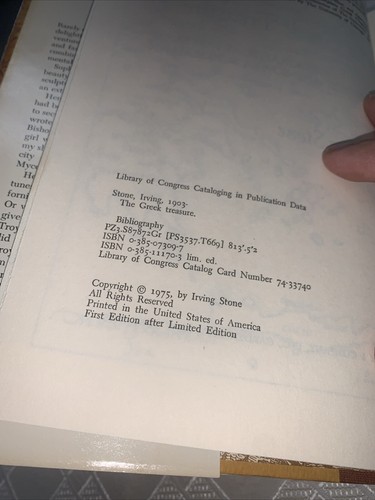 Library of Congress Cataloging in Publication Data
Stone, Irving, 1903-
The Greek treasure.
Bibliography
PZ3.S87872Gr [PS3537.T669] 813'.5'2
ISBN 0-385-07309-7
ISBN 0-385-11170-3 lim. ed.
Library of Congress Catalog Card Number 74-33740
Copyright © 1975, by Irving Stone
All Rights Reserved
Printed in the United States of America
First Edition after Limited Edition